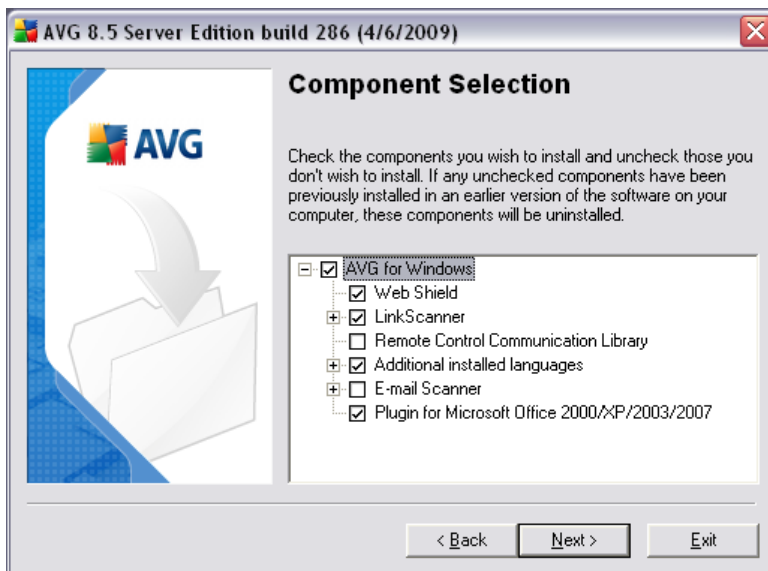 AVG 8.5 Server Edition build 286 (4/6/2009)
AVG
Component Selection
Check the components you wish to install and uncheck those you
don't wish to install. If any unchecked components have been
previously installed in an earlier version of the software on your
computer, these components will be uninstalled.
AVG for Windows
Web Shield
LinkScanner
Remote Control Communication Library
Additional installed languages
E-mail Scanner
Plugin for Microsoft Office 2000/XP/2003/2007
< Back Next > Exit